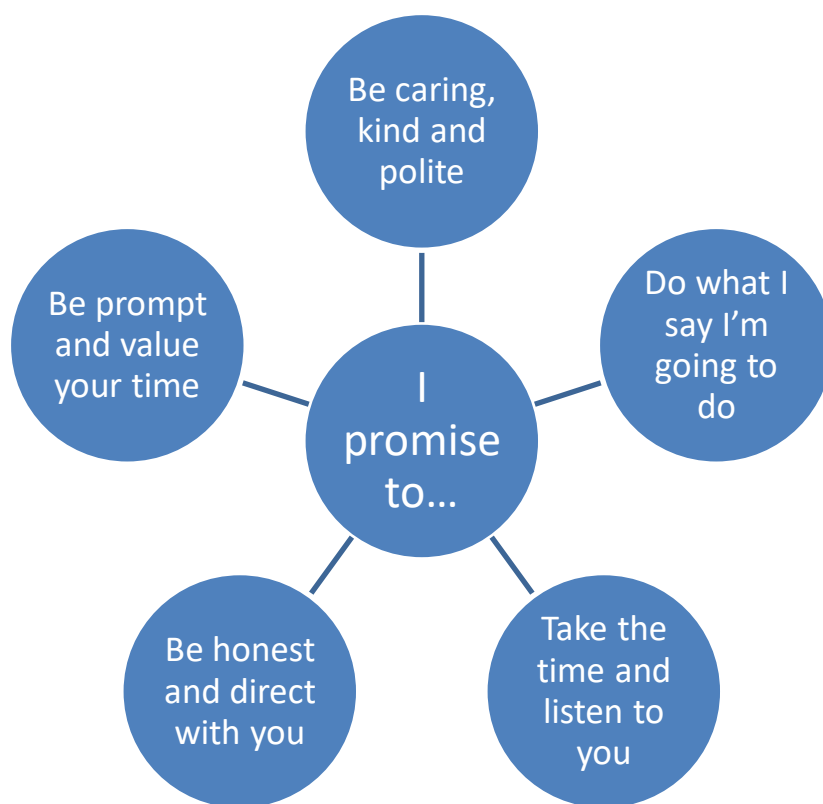 Be caring,
kind and
polite
Be prompt
and value
your time
Do what I
say I’m
going to
do
I
promise
to…
Be honest
and direct
with you
Take the
time and
listen to
you